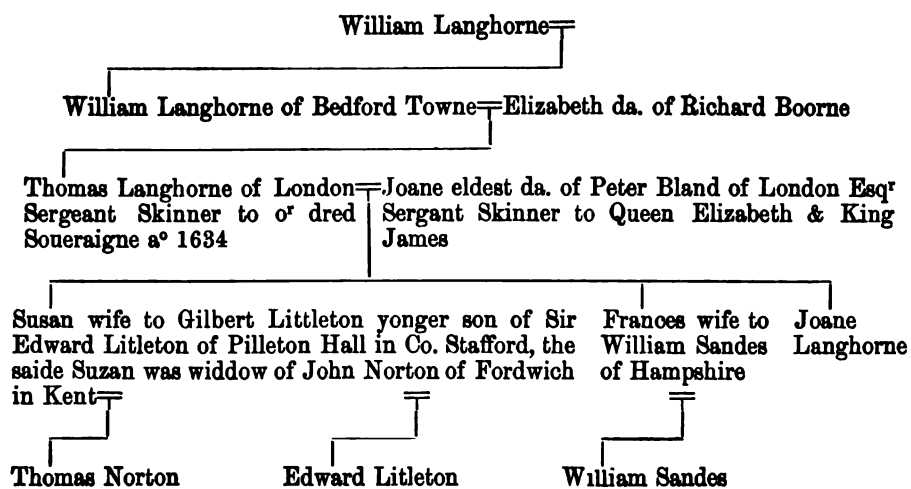 William Langhorne
William Langhorne of Bedford Towne Elizabeth da. of Richard Boorne
Thomas Langhorne of London
Sergeant Skinner to oʳ dred
Soueraigne aº 1634
Joane eldest da. of Peter Bland of London Esqʳ
Sergant Skinner to Queen Elizabeth & King
James
Susan wife to Gilbert Littleton yonger son of Sir
Edward Litleton of Pilleton Hall in Co. Stafford, the
saide Suzan was widdow of John Norton of Fordwich
in Kent
Frances wife to
William Sandes
of Hampshire
Joane
Langhorne
Thomas Norton
Edward Litleton
William Sandes